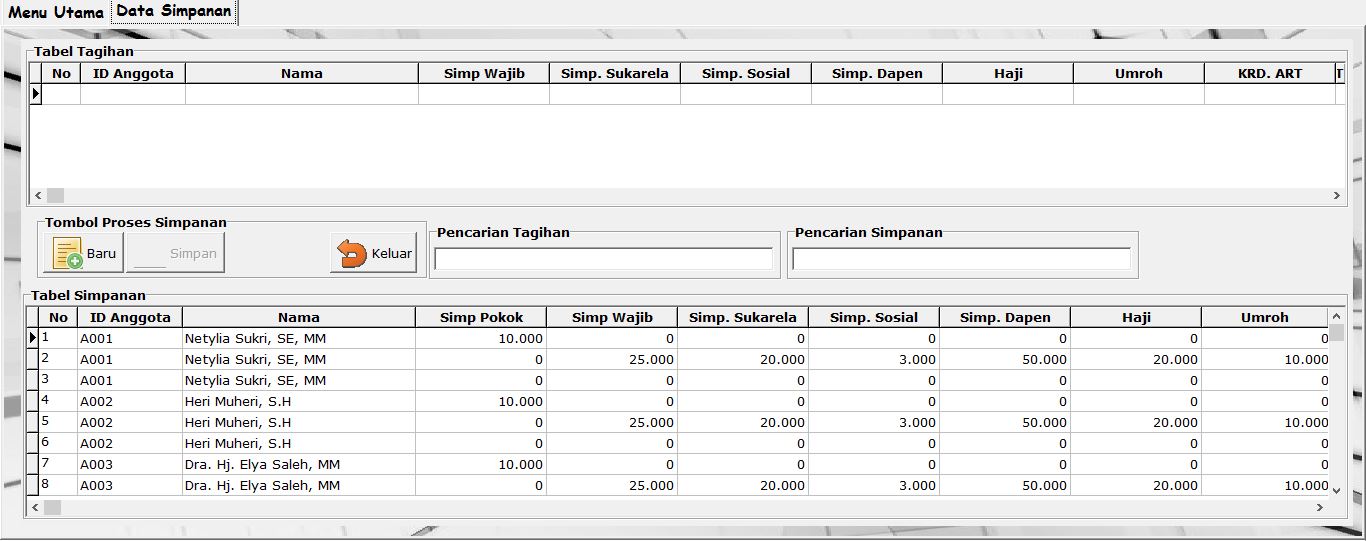 Menu Utama Data Simpanan
Tabel Tagihan
No ID Anggota Nama Simp Wajib Simp. Sukarela Simp. Sosial Simp. Dapen Haji Umroh KRD. ART T
Tombol Proses Simpanan
Baru Simpan Keluar
Pencarian Tagihan
Pencarian Simpanan
Tabel Simpanan
No ID Anggota Nama Simp Pokok Simp Wajib Simp. Sukarela Simp. Sosial Simp. Dapen Haji Umroh
1 A001 Netylia Sukri, SE, MM 10.000 0 0 0 0 0 0
2 A001 Netylia Sukri, SE, MM 0 25.000 20.000 3.000 50.000 20.000 10.000
3 A001 Netylia Sukri, SE, MM 0 0 0 0 0 0 0
4 A002 Heri Muheri, S.H 10.000 0 0 0 0 0 0
5 A002 Heri Muheri, S.H 0 25.000 20.000 3.000 50.000 20.000 10.000
6 A002 Heri Muheri, S.H 0 0 0 0 0 0 0
7 A003 Dra. Hj. Elya Saleh, MM 10.000 0 0 0 0 0 0
8 A003 Dra. Hj. Elya Saleh, MM 0 25.000 20.000 3.000 50.000 20.000 10.000